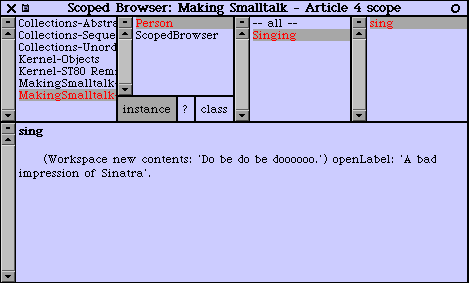 Scoped Browser: Making Smalltalk - Article 4 scope
Collections-Abstra
Collections-Seque
Collections-Unord
Kernel-Objects
Kernel-ST80 Remn
MakingSmalltalk-
MakingSmalltalk-
Person
ScopedBrowser
instance ? class
-- all --
Singing
sing
sing
(Workspace new contents: 'Do be do be doooooo.') openLabel: 'A bad
impression of Sinatra'.